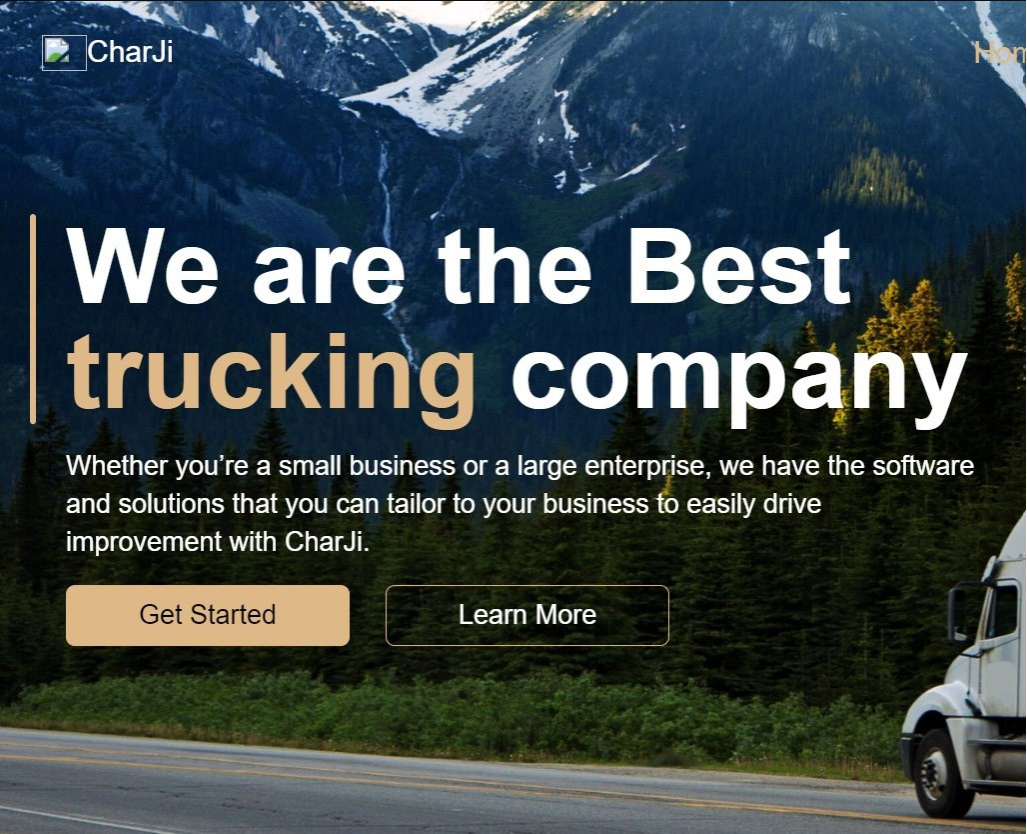 CharJi
We are the Best
trucking company
Whether you’re a small business or a large enterprise, we have the software
and solutions that you can tailor to your business to easily drive
improvement with CharJi.
Get Started
Learn More